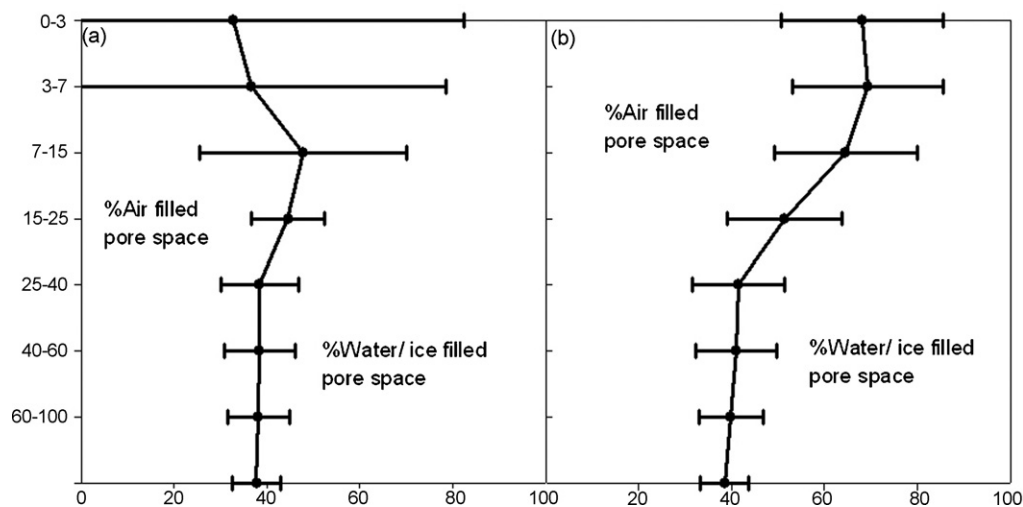 0-3
3-7
7-15
15-25
25-40
40-60
60-100
(a)
%Air filled
pore space
%Water/ ice filled
pore space
0 20 40 60 80 100
(b)
%Air filled
pore space
%Water/ ice filled
pore space
20 40 60 80 100